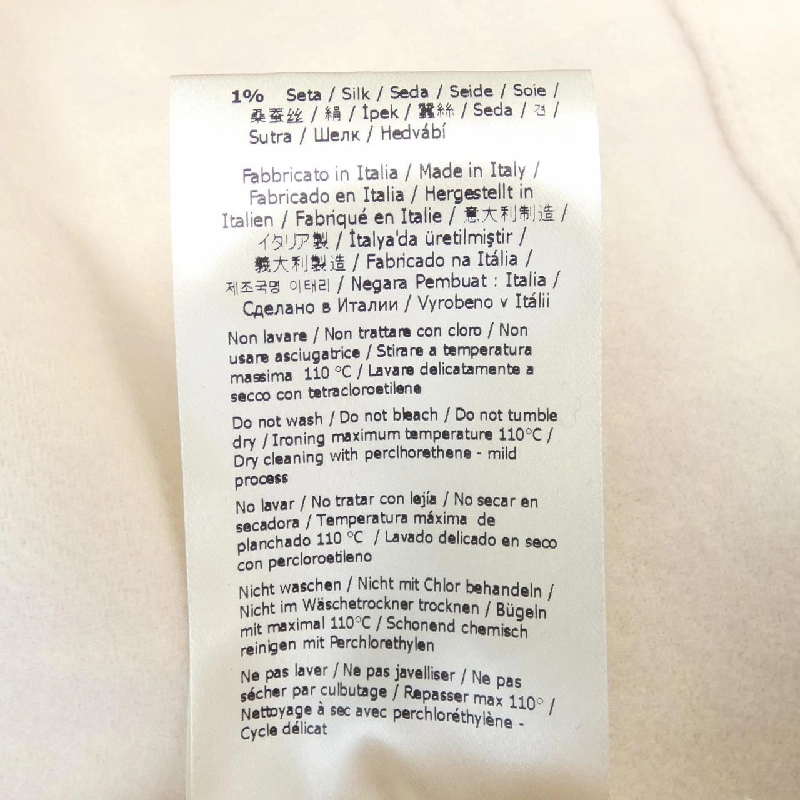 1% Seta / Silk / Seda / Seide / Soie /
桑蚕丝 / 絹 / İpek / 蠶絲 / Seda / 견 /
Sutra / Шелк / Hedvábí
Fabbricato in Italia / Made in Italy /
Fabricado en Italia / Hergestellt in
Italien / Fabriqué en Italie / 意大利制造 /
イタリア製 / İtalya'da üretilmiştir /
義大利製造 / Fabricado na Itália /
제조국명 이태리 / Negara Pembuat : Italia /
Сделано в Италии / Vyrobeno v Itálii
Non lavare / Non trattare con cloro / Non
usare asciugatrice / Stirare a temperatura
massima 110 °C / Lavare delicatamente a
secco con tetracloroetilene
Do not wash / Do not bleach / Do not tumble
dry / Ironing maximum temperature 110°C /
Dry cleaning with perclhorethene - mild
process
No lavar / No tratar con lejía / No secar en
secadora / Temperatura máxima de
planchado 110 °C / Lavado delicado en seco
con percloroetileno
Nicht waschen / Nicht mit Chlor behandeln /
Nicht im Wäschetrockner trocknen / Bügeln
mit maximal 110°C / Schonend chemisch
reinigen mit Perchlorethylen
Ne pas laver / Ne pas javelliser / Ne pas
sécher par culbutage / Repasser max 110° /
Nettoyage à sec avec perchloréthylène -
Cycle délicat